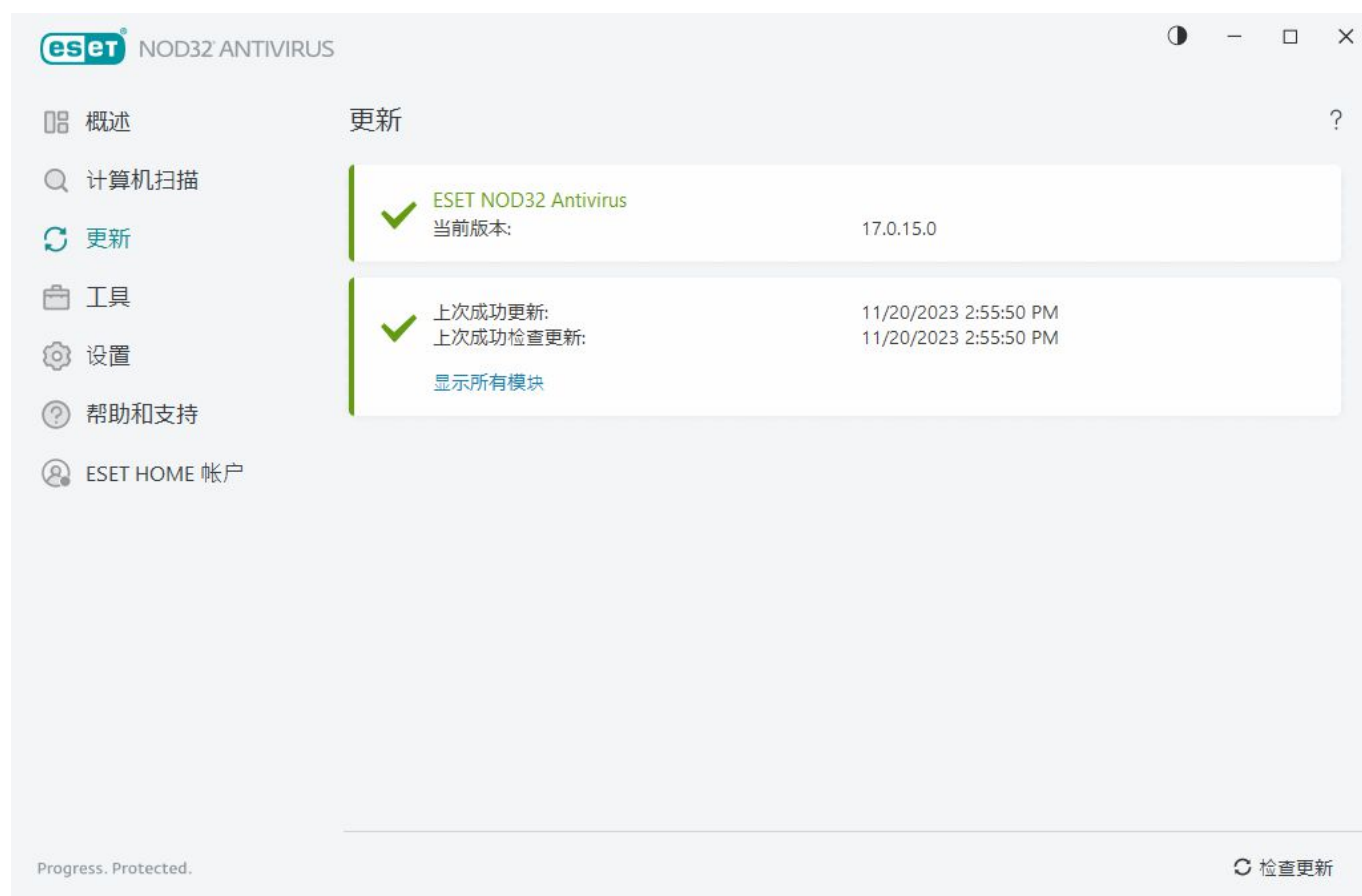 eset® NOD32® ANTIVIRUS
概述
计算机扫描
更新
工具
设置
帮助和支持
ESET HOME 帐户
更新
?
ESET NOD32 Antivirus
当前版本: 17.0.15.0
上次成功更新: 11/20/2023 2:55:50 PM
上次成功检查更新: 11/20/2023 2:55:50 PM
显示所有模块
Progress. Protected.
检查更新